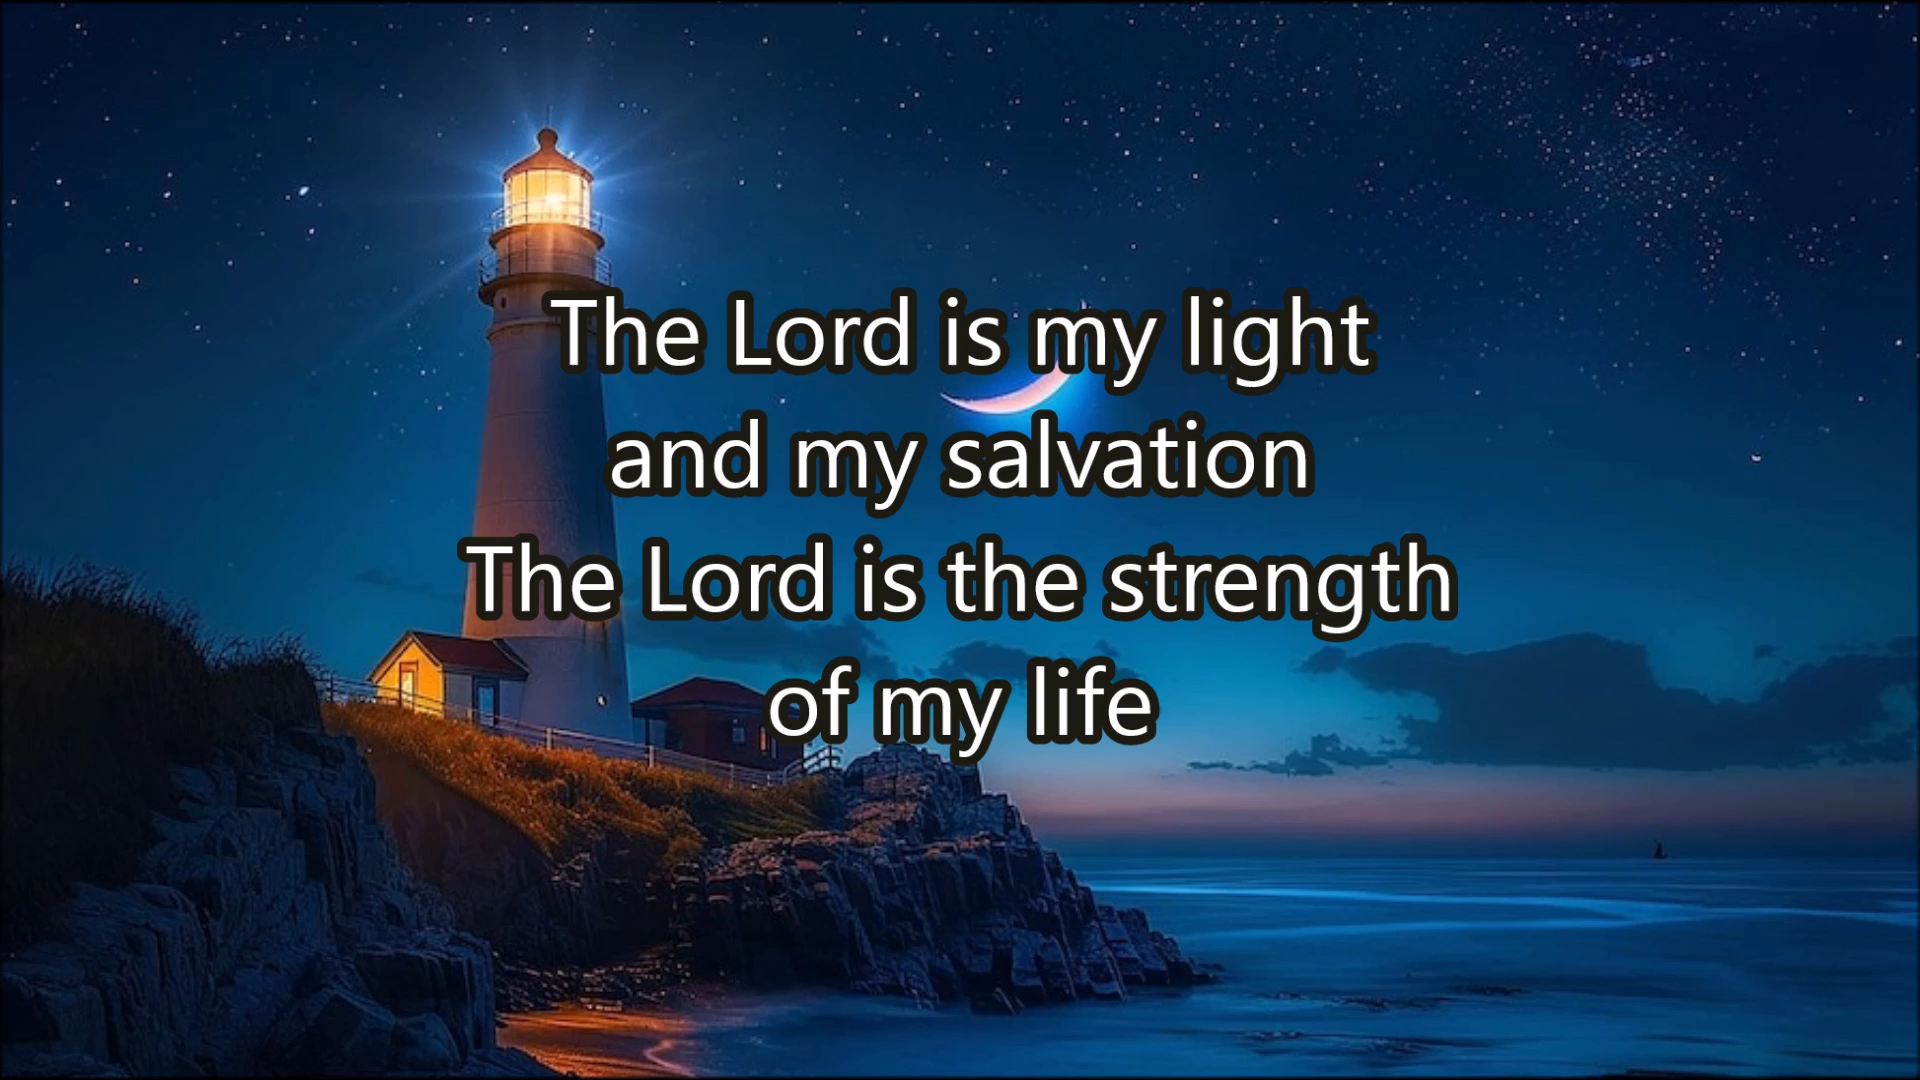 The Lord is my light
and my salvation
The Lord is the strength
of my life